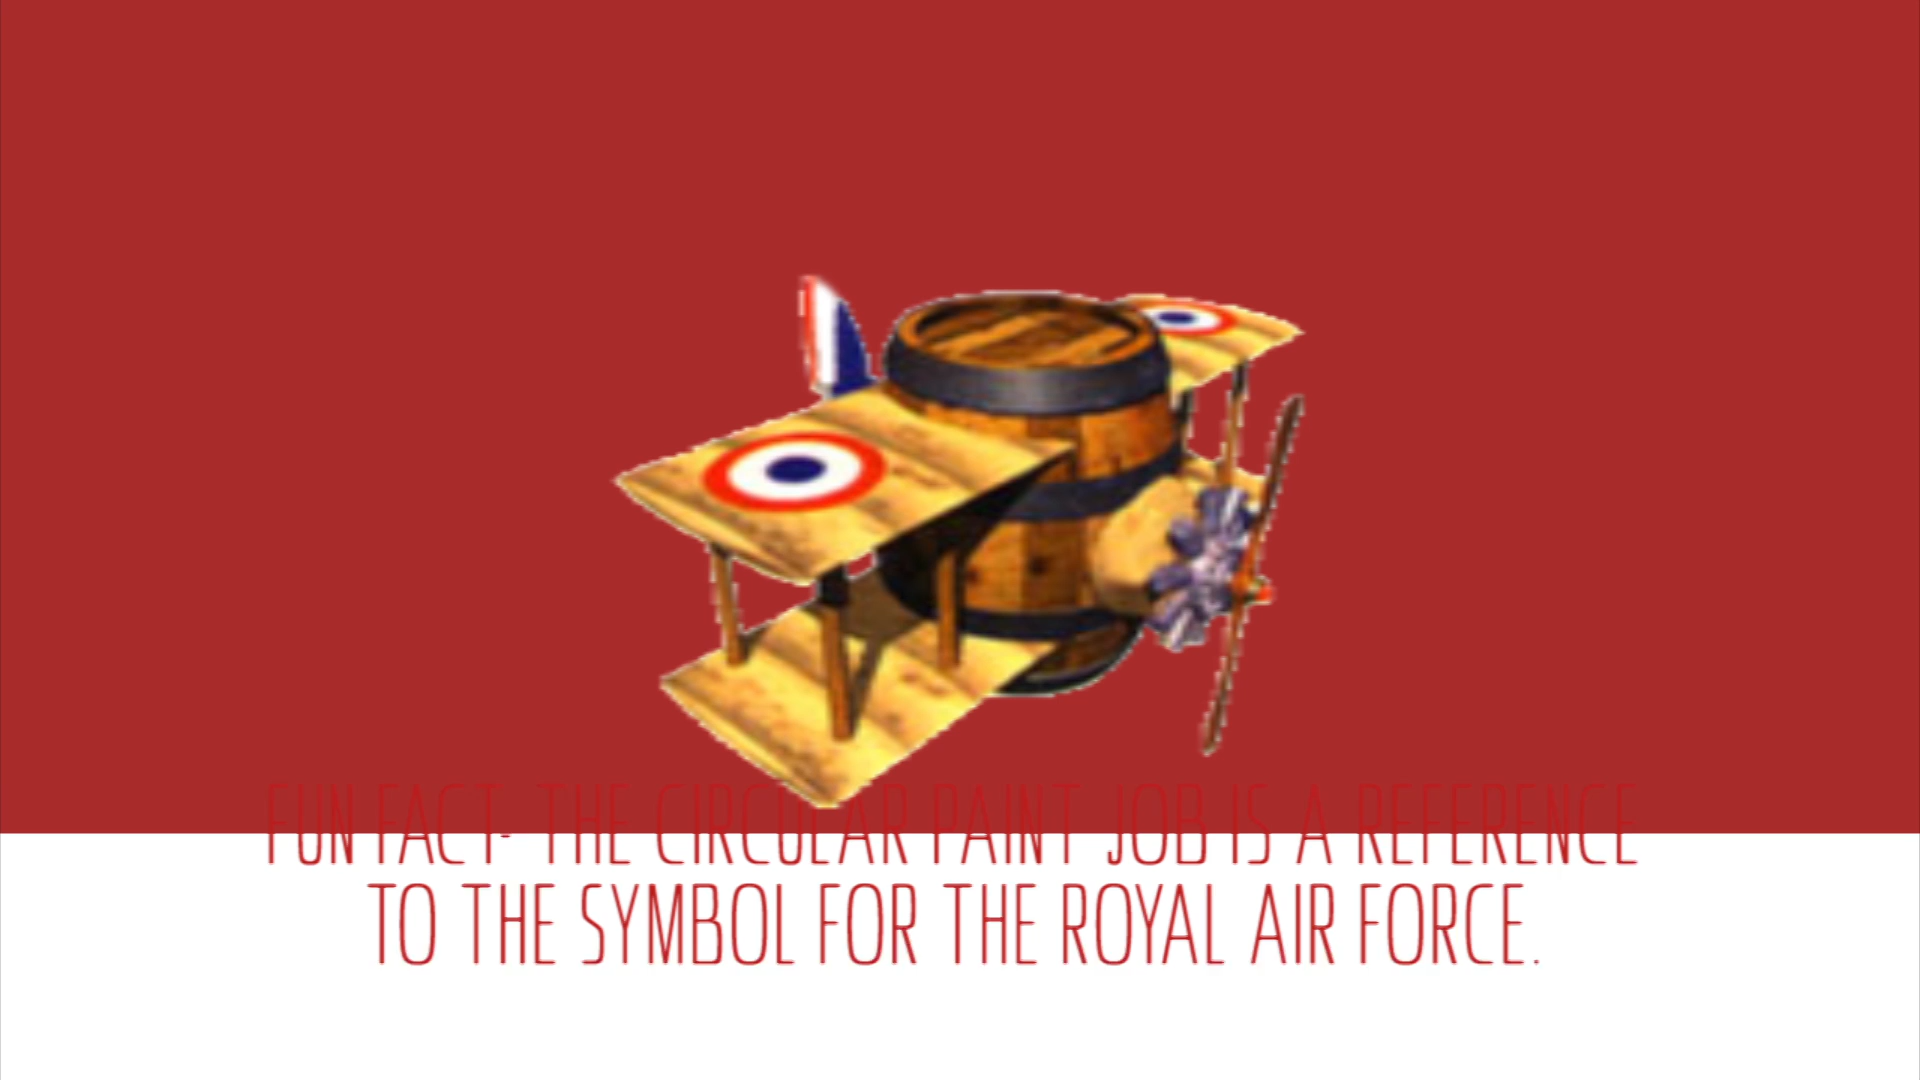 FUN FACT- THE CIRCULAR PAINT JOB IS A REFERENCE
TO THE SYMBOL FOR THE ROYAL AIR FORCE.